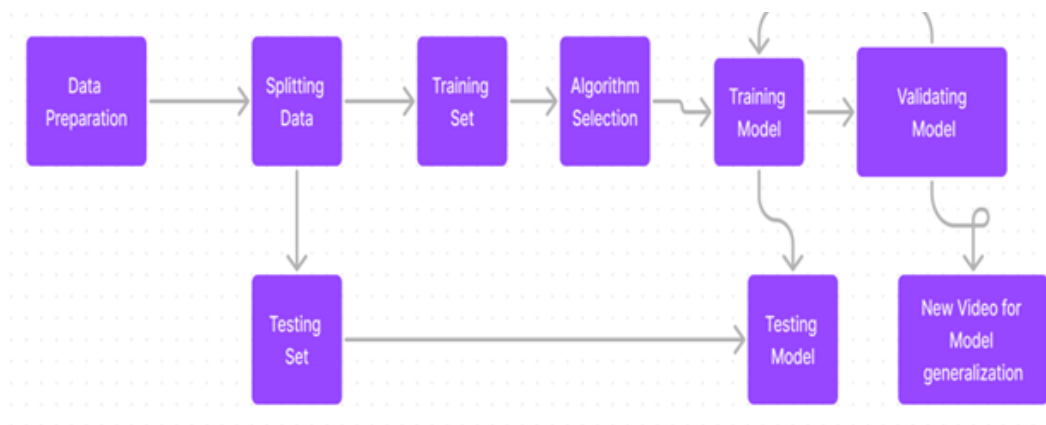 Data
Preparation
Splitting
Data
Training
Set
Algorithm
Selection
Training
Model
Validating
Model
Testing
Set
Testing
Model
New Video for
Model
generalization